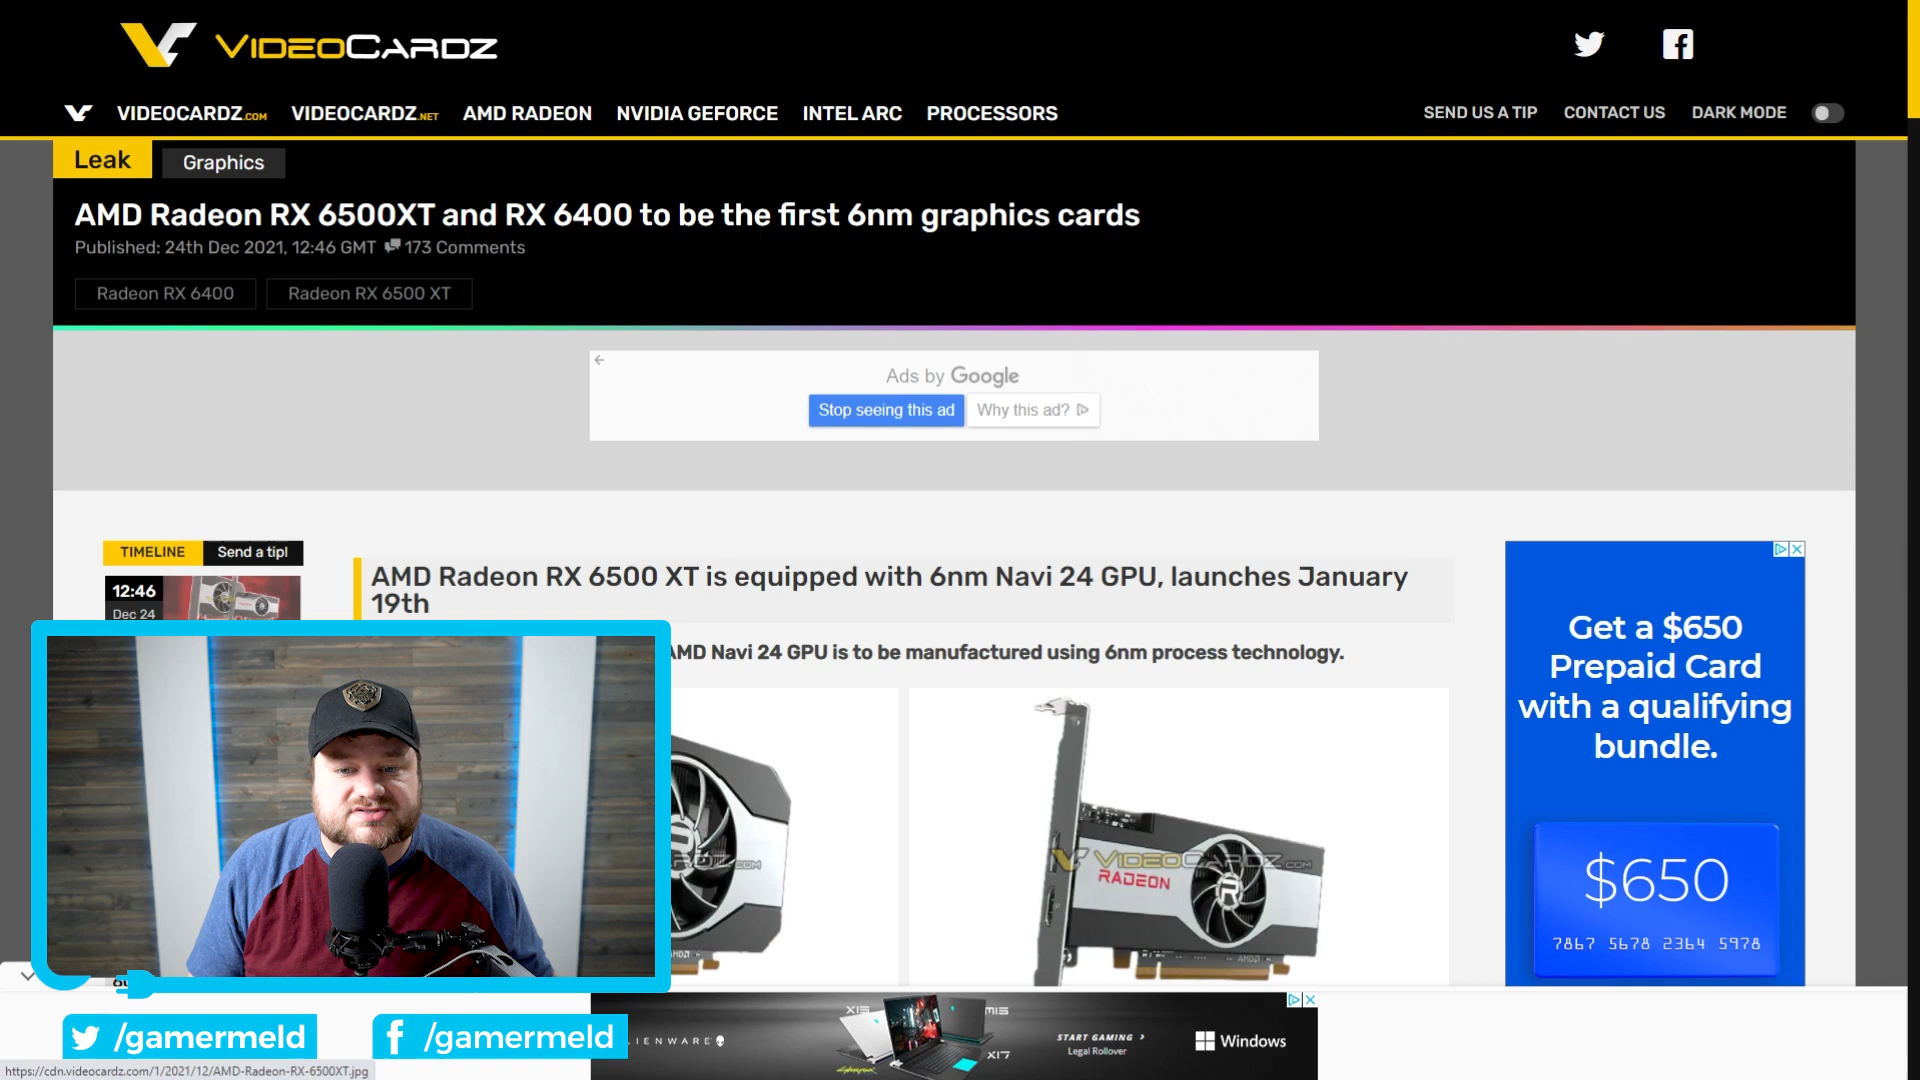 VIDEOCARDZ
VIDEOCARDZ.COM VIDEOCARDZ.NET AMD RADEON NVIDIA GEFORCE INTEL ARC PROCESSORS SEND US A TIP CONTACT US DARK MODE
Leak Graphics
AMD Radeon RX 6500XT and RX 6400 to be the first 6nm graphics cards
Published: 24th Dec 2021, 12:46 GMT 173 Comments
Radeon RX 6400 Radeon RX 6500 XT
Ads by Google
Stop seeing this ad Why this ad?
TIMELINE Send a tip!
12:46
Dec 24
AMD Radeon RX 6500 XT is equipped with 6nm Navi 24 GPU, launches January
19th
AMD Navi 24 GPU is to be manufactured using 6nm process technology.
Get a $650
Prepaid Card
with a qualifying
bundle.
VIDEOCARDZ.COM
RADEON
R
AMD
$650
7867 5678 2364 5978
X15
m15
X17
START GAMING >
Legal Rollover
Windows
/gamermeld /gamermeld
https://cdn.videocardz.com/1/2021/12/AMD-Radeon-RX-6500XT.jpg